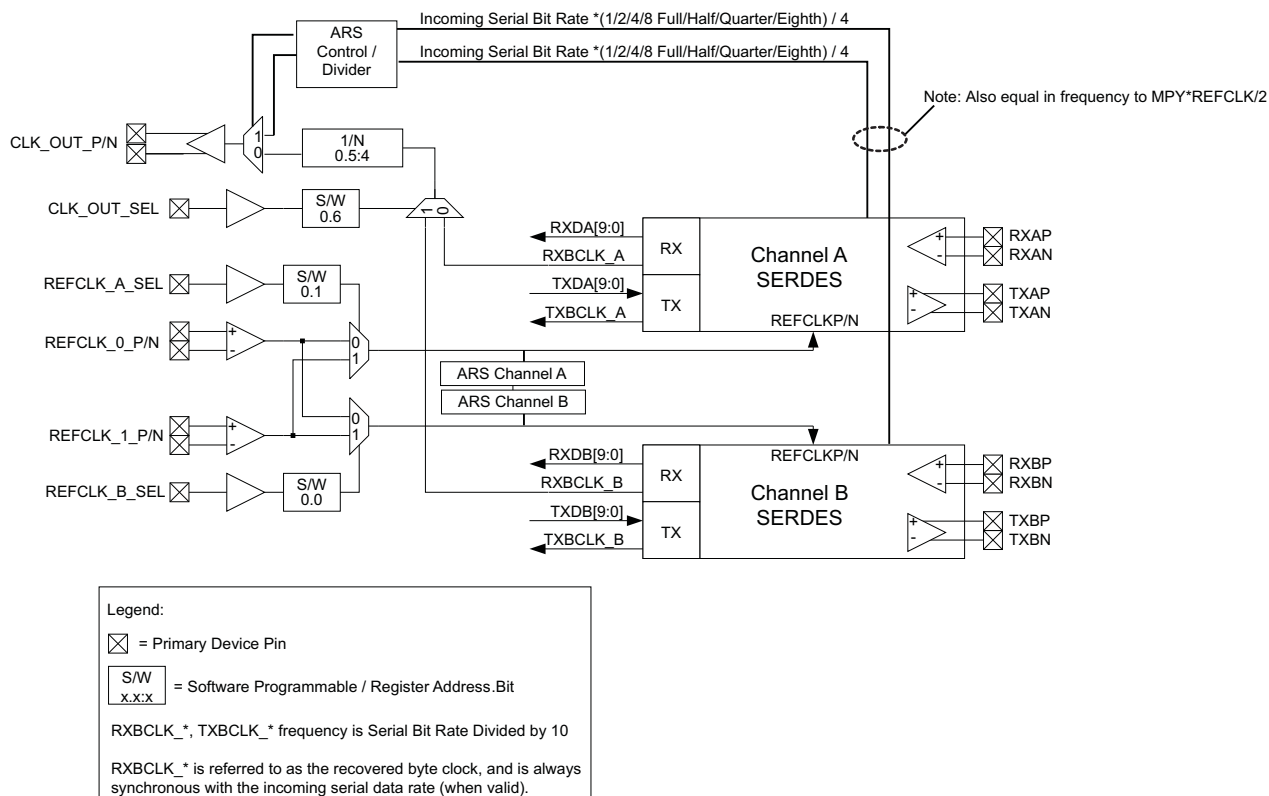 Incoming Serial Bit Rate *(1/2/4/8 Full/Half/Quarter/Eighth) / 4
ARS
Control /
Divider
Incoming Serial Bit Rate *(1/2/4/8 Full/Half/Quarter/Eighth) / 4
Note: Also equal in frequency to MPY*REFCLK/2
CLK_OUT_P/N
1
0
1/N
0.5:4
CLK_OUT_SEL
S/W
0.6
1 0
RXDA[9:0]
RXBCLK_A
TXDA[9:0]
TXBCLK_A
RX
TX
Channel A
SERDES
REFCLKP/N
+
-
RXAP
RXAN
+
-
TXAP
TXAN
REFCLK_A_SEL
S/W
0.1
REFCLK_0_P/N
+
-
0
1
ARS Channel A
ARS Channel B
REFCLK_1_P/N
+
-
0
1
REFCLK_B_SEL
S/W
0.0
RXDB[9:0]
RXBCLK_B
TXDB[9:0]
TXBCLK_B
RX
TX
REFCLKP/N
Channel B
SERDES
+
-
RXBP
RXBN
+
-
TXBP
TXBN
Legend:
= Primary Device Pin
S/W
x.x:x
= Software Programmable / Register Address.Bit
RXBCLK_*, TXBCLK_* frequency is Serial Bit Rate Divided by 10
RXBCLK_* is referred to as the recovered byte clock, and is always
synchronous with the incoming serial data rate (when valid).